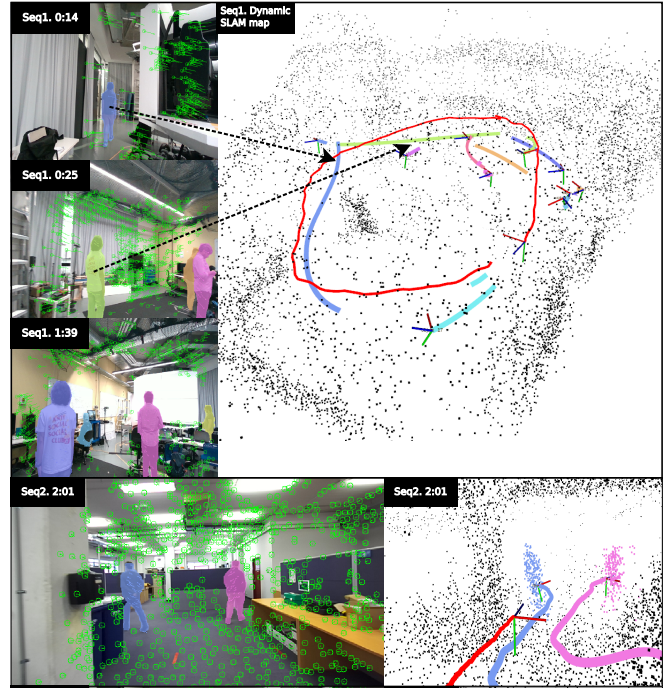 Seq1. 0:14
Seq1. Dynamic
SLAM map
Seq1. 0:25
Seq1. 1:39
Seq2. 2:01
Seq2. 2:01